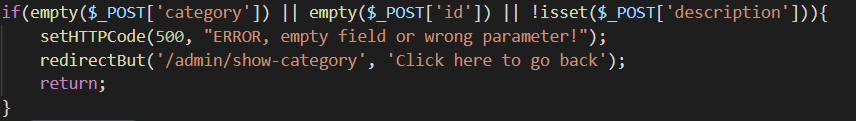 if(empty($_POST['category']) || empty($_POST['id']) || !isset($_POST['description'])){
    setHTTPCode(500, "ERROR, empty field or wrong parameter!");
    redirectBut('/admin/show-category', 'Click here to go back');
    return;
}